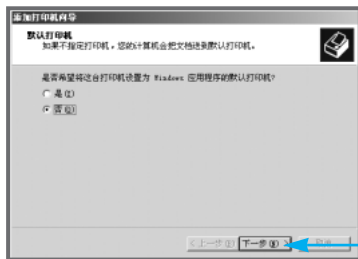 添加打印机向导
默认打印机
如果不指定打印机，您的计算机会把文档送到默认打印机。
是否希望将这台打印机设置为 Windows 应用程序的默认打印机?
是(Y)
否(O)
<上一步(B) 下一步(N) > 取消